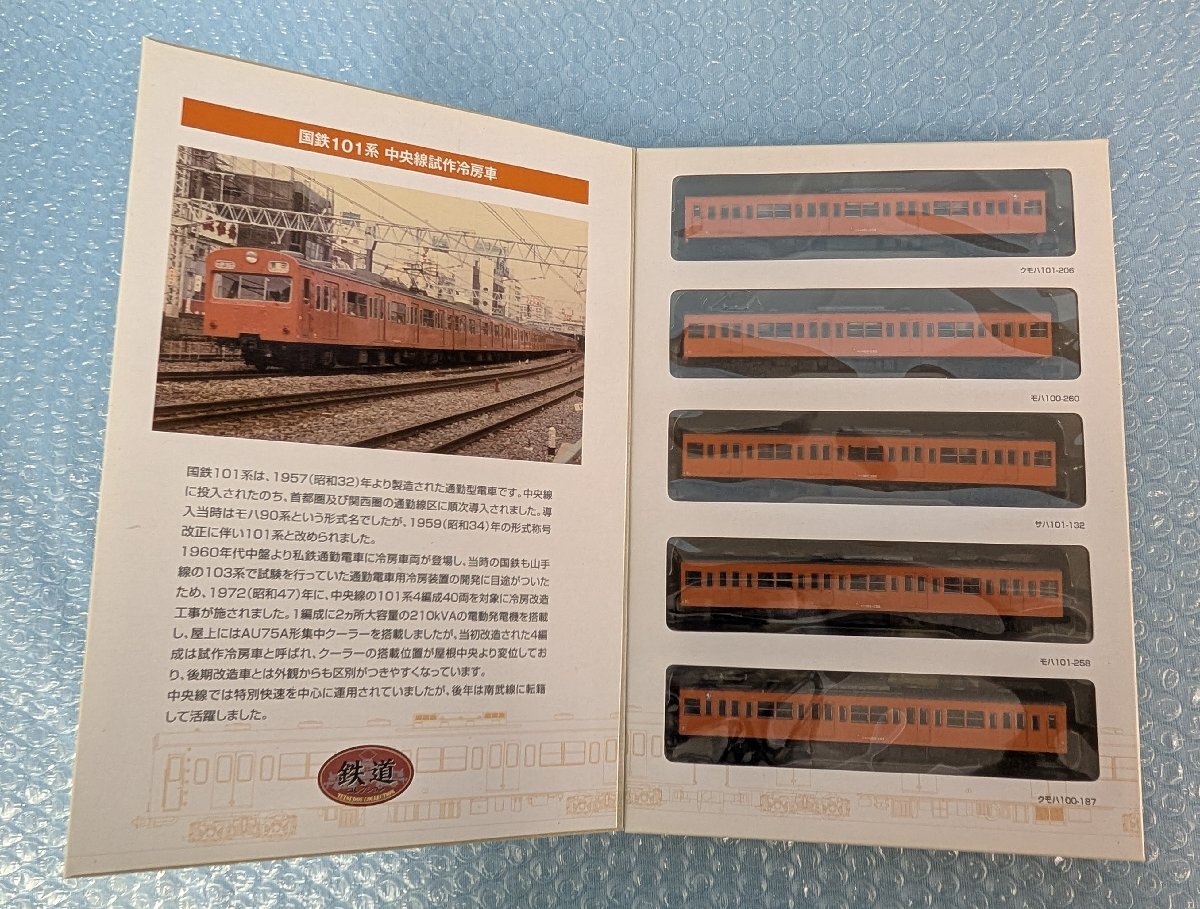 国鉄101系 中央線試作冷房車
国鉄101系は、1957(昭和32)年より製造された通勤型電車です。中央線
に投入されたのち、首都圏及び関西圏の通勤線区に順次導入されました。導
入当時はモハ90系という形式名でしたが、1959(昭和34)年の形式称号
改正に伴い101系と改められました。
1960年代中盤より私鉄通勤電車に冷房車両が登場し、当時の国鉄も山手
線の103系で試験を行っていた通勤電車用冷房装置の開発に目途がついた
ため、1972(昭和47)年に、中央線の101系4編成40両を対象に冷房改造
工事が施されました。1編成に2ヵ所大容量の210kVAの電動発電機を搭載
し、屋上にはAU75A形集中クーラーを搭載しましたが、当初改造された4編
成は試作冷房車と呼ばれ、クーラーの搭載位置が屋根中央より変位してお
り、後期改造車とは外観からも区別がつきやすくなっています。
中央線では特別快速を中心に運用されていましたが、後年は南武線に転籍
して活躍しました。
鉄道
コレクション
TETSUDOU COLLECTION
クモハ101-206
モハ100-260
サハ101-132
モハ101-258
クモハ100-187